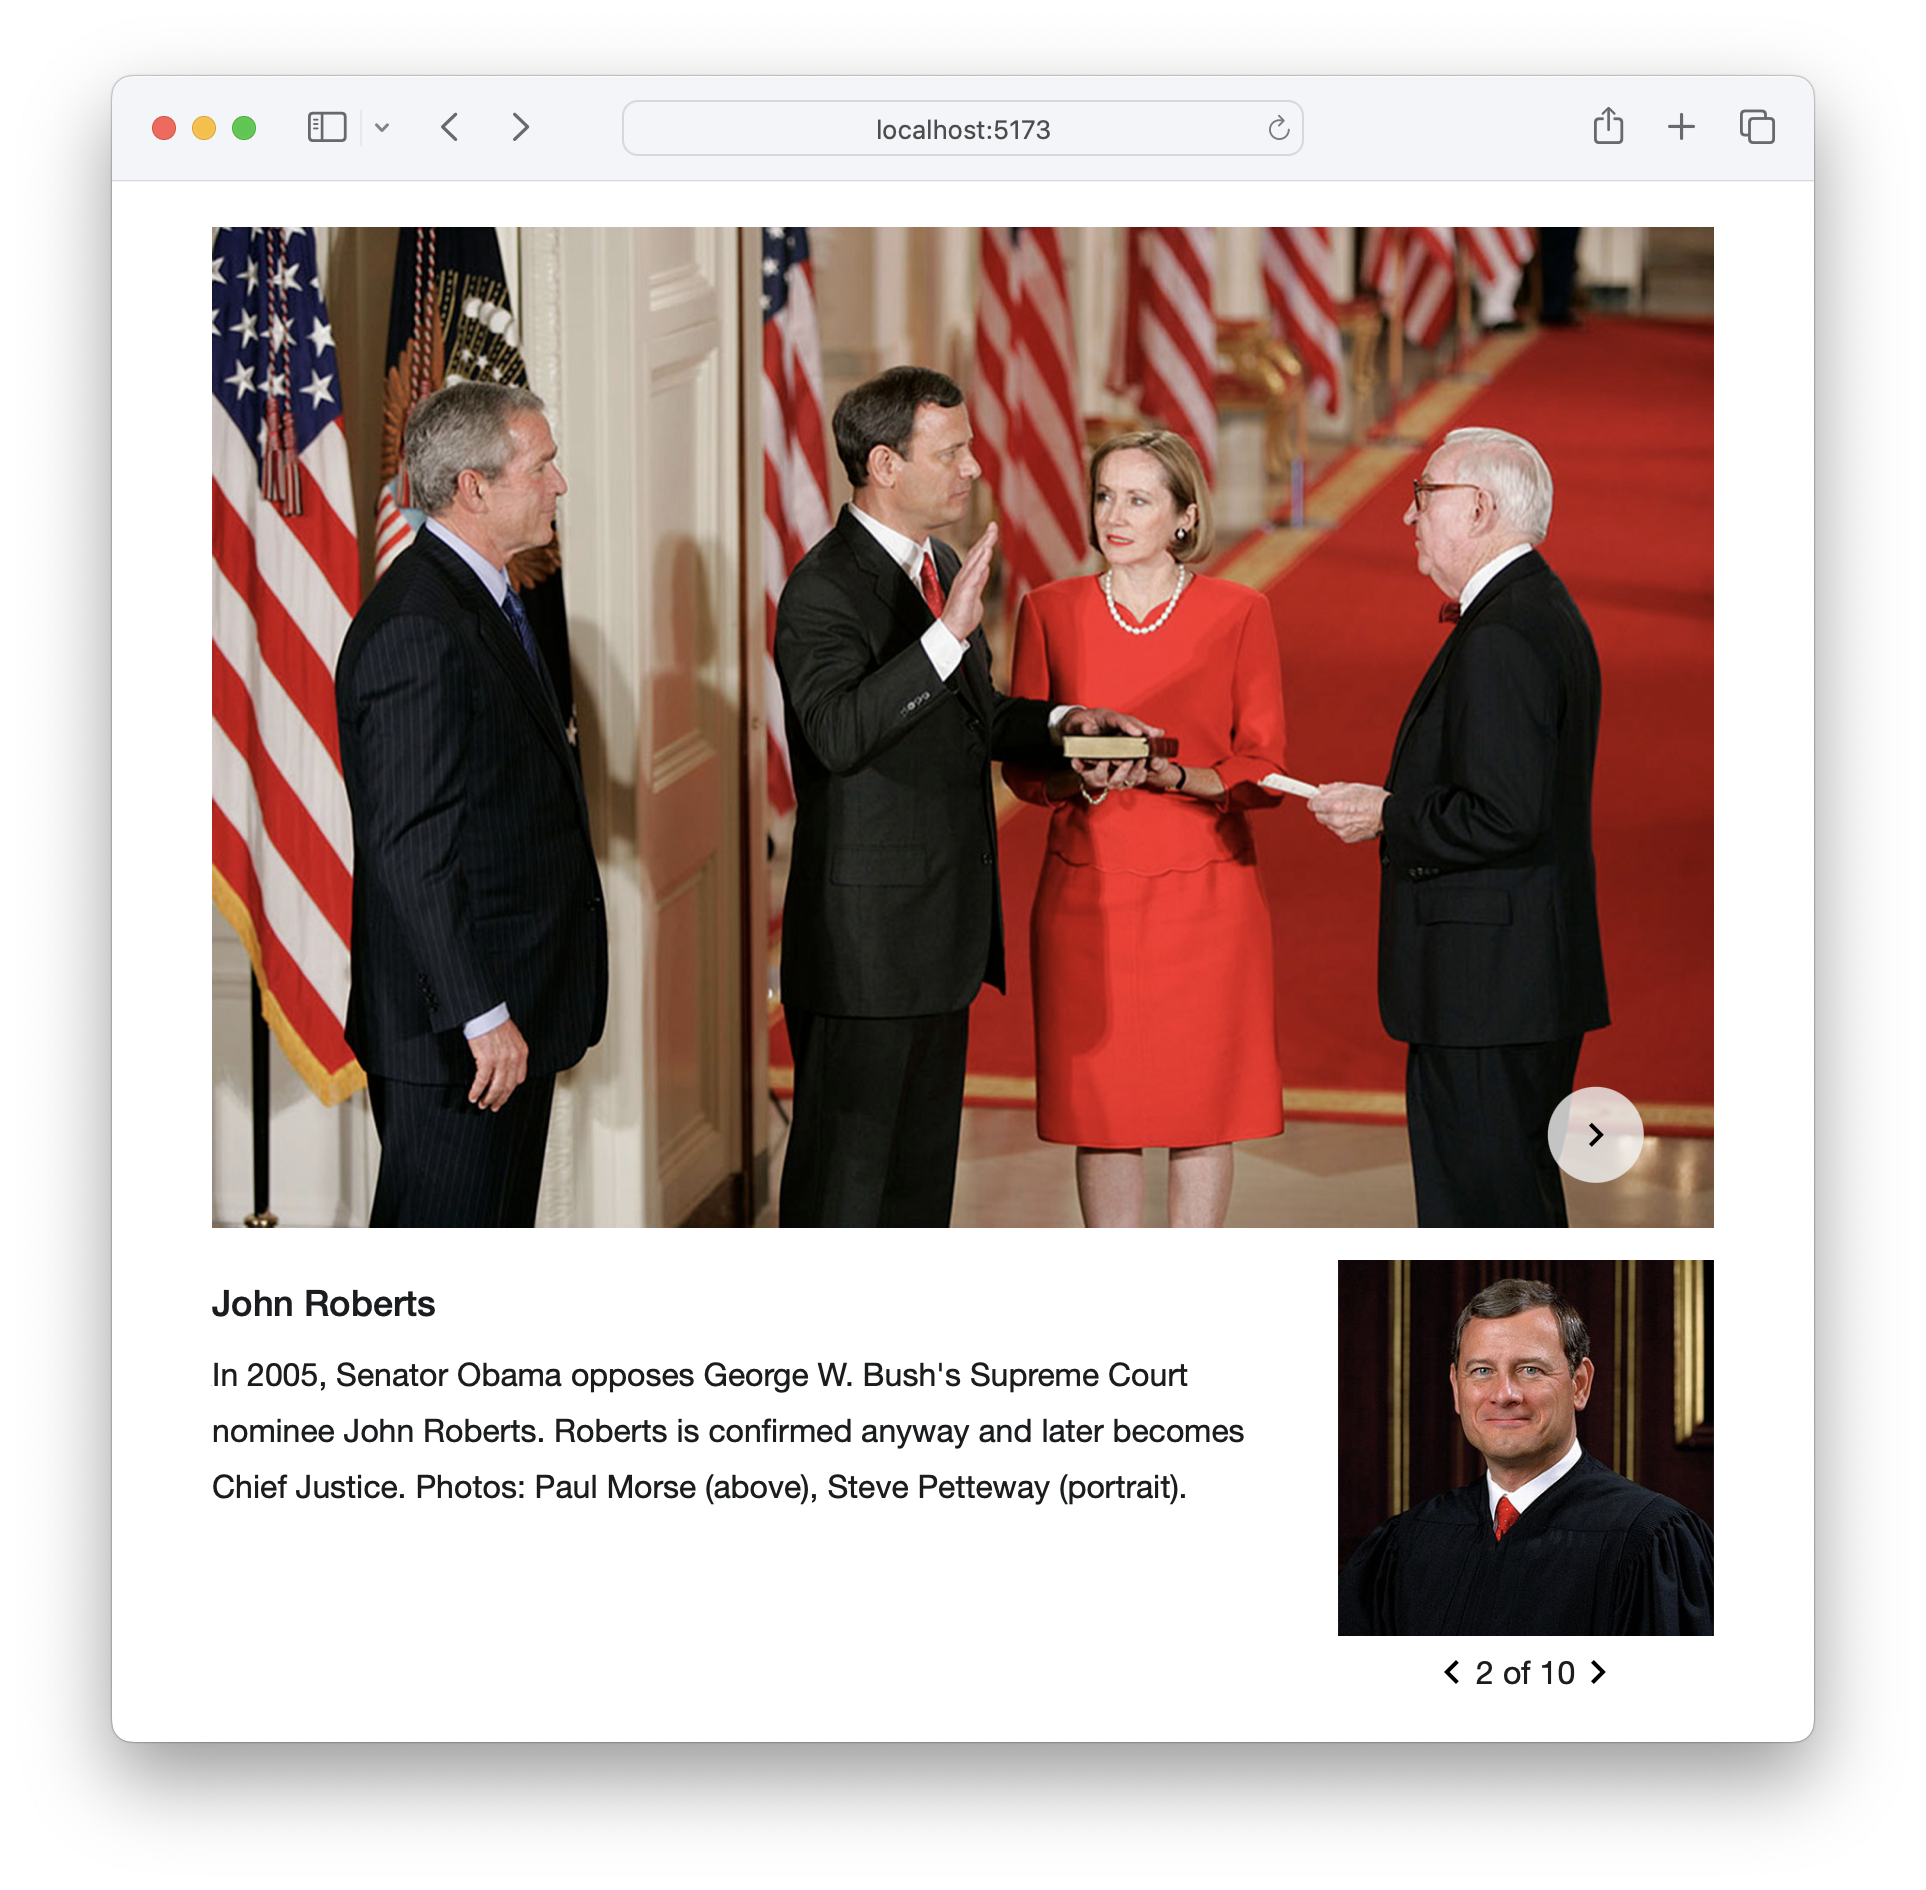 localhost:5173
John Roberts
In 2005, Senator Obama opposes George W. Bush's Supreme Court
nominee John Roberts. Roberts is confirmed anyway and later becomes
Chief Justice. Photos: Paul Morse (above), Steve Petteway (portrait).
2 of 10